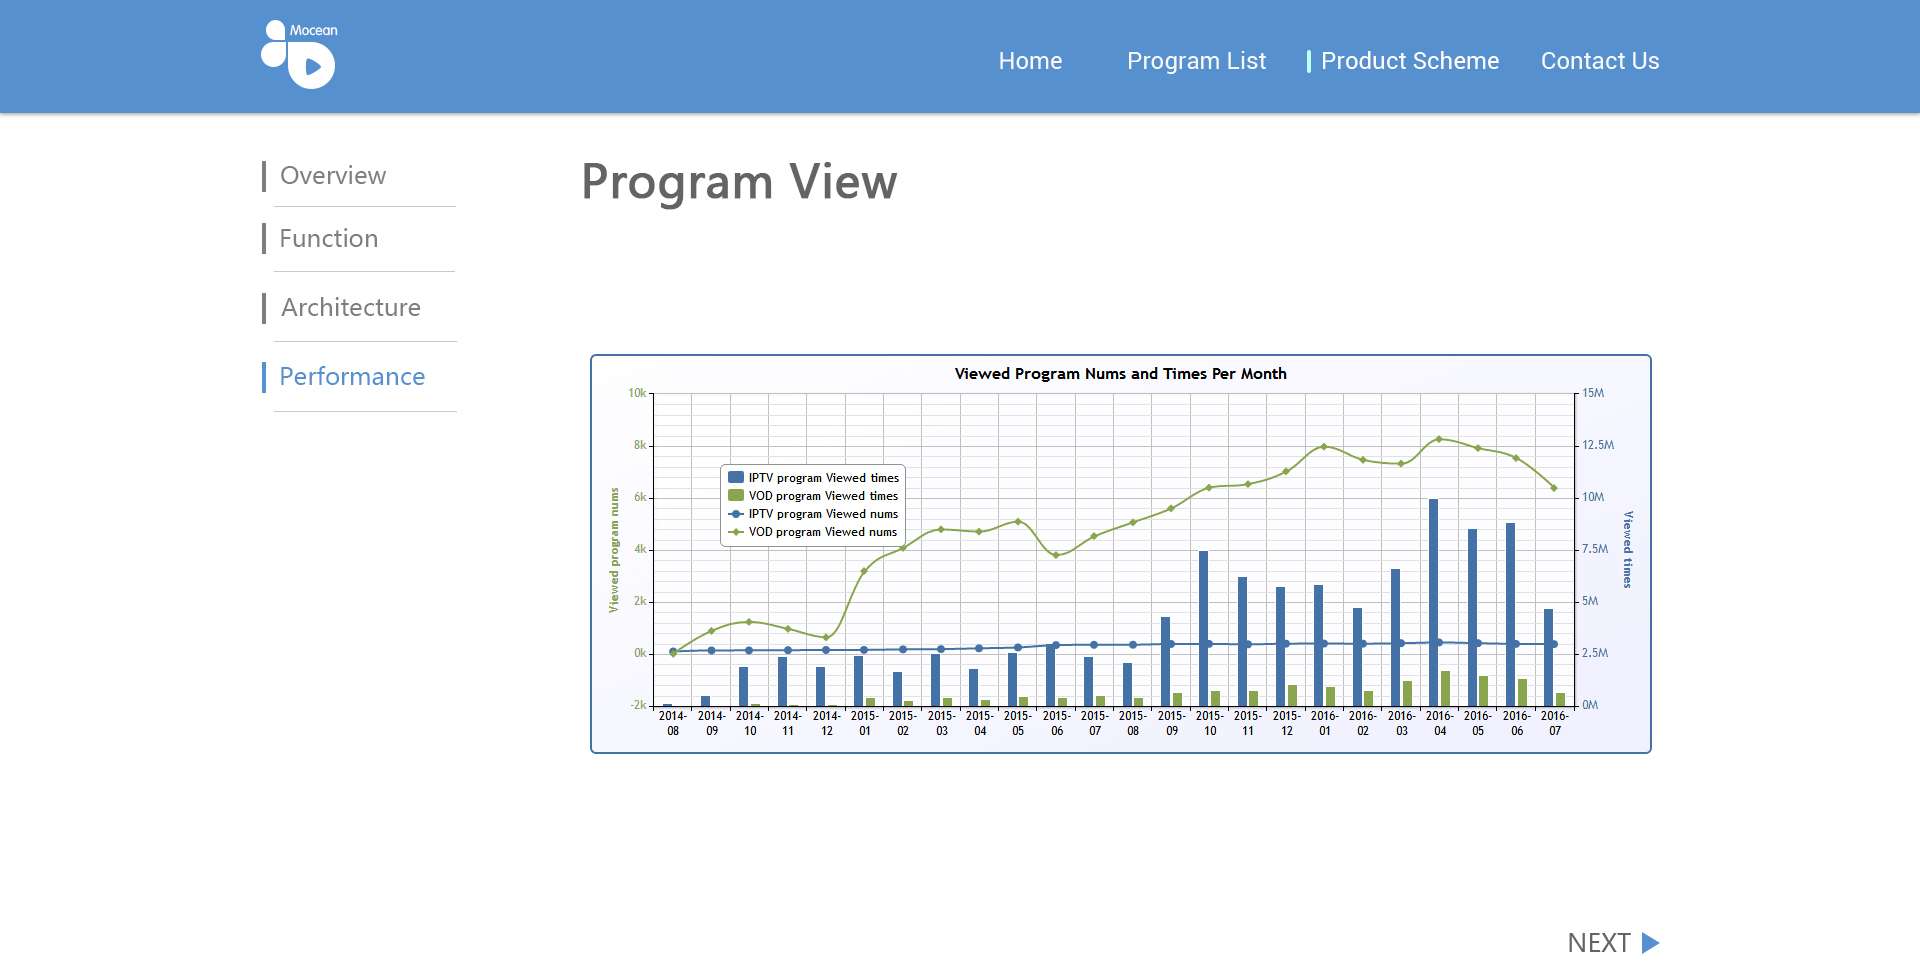 Mocean
Home Program List Product Scheme Contact Us
Overview
Function
Architecture
Performance
Program View
Viewed Program Nums and Times Per Month
10k
8k
6k
4k
2k
0k
-2k
Viewed program nums
IPTV program Viewed times
VOD program Viewed times
IPTV program Viewed nums
VOD program Viewed nums
15M
12.5M
10M
7.5M
5M
2.5M
0M
Viewed times
2014- 2014- 2014- 2014- 2014- 2015- 2015- 2015- 2015- 2015- 2015- 2015- 2015- 2015- 2015- 2015- 2015- 2016- 2016- 2016- 2016- 2016- 2016- 2016-
08 09 10 11 12 01 02 03 04 05 06 07 08 09 10 11 12 01 02 03 04 05 06 07
NEXT